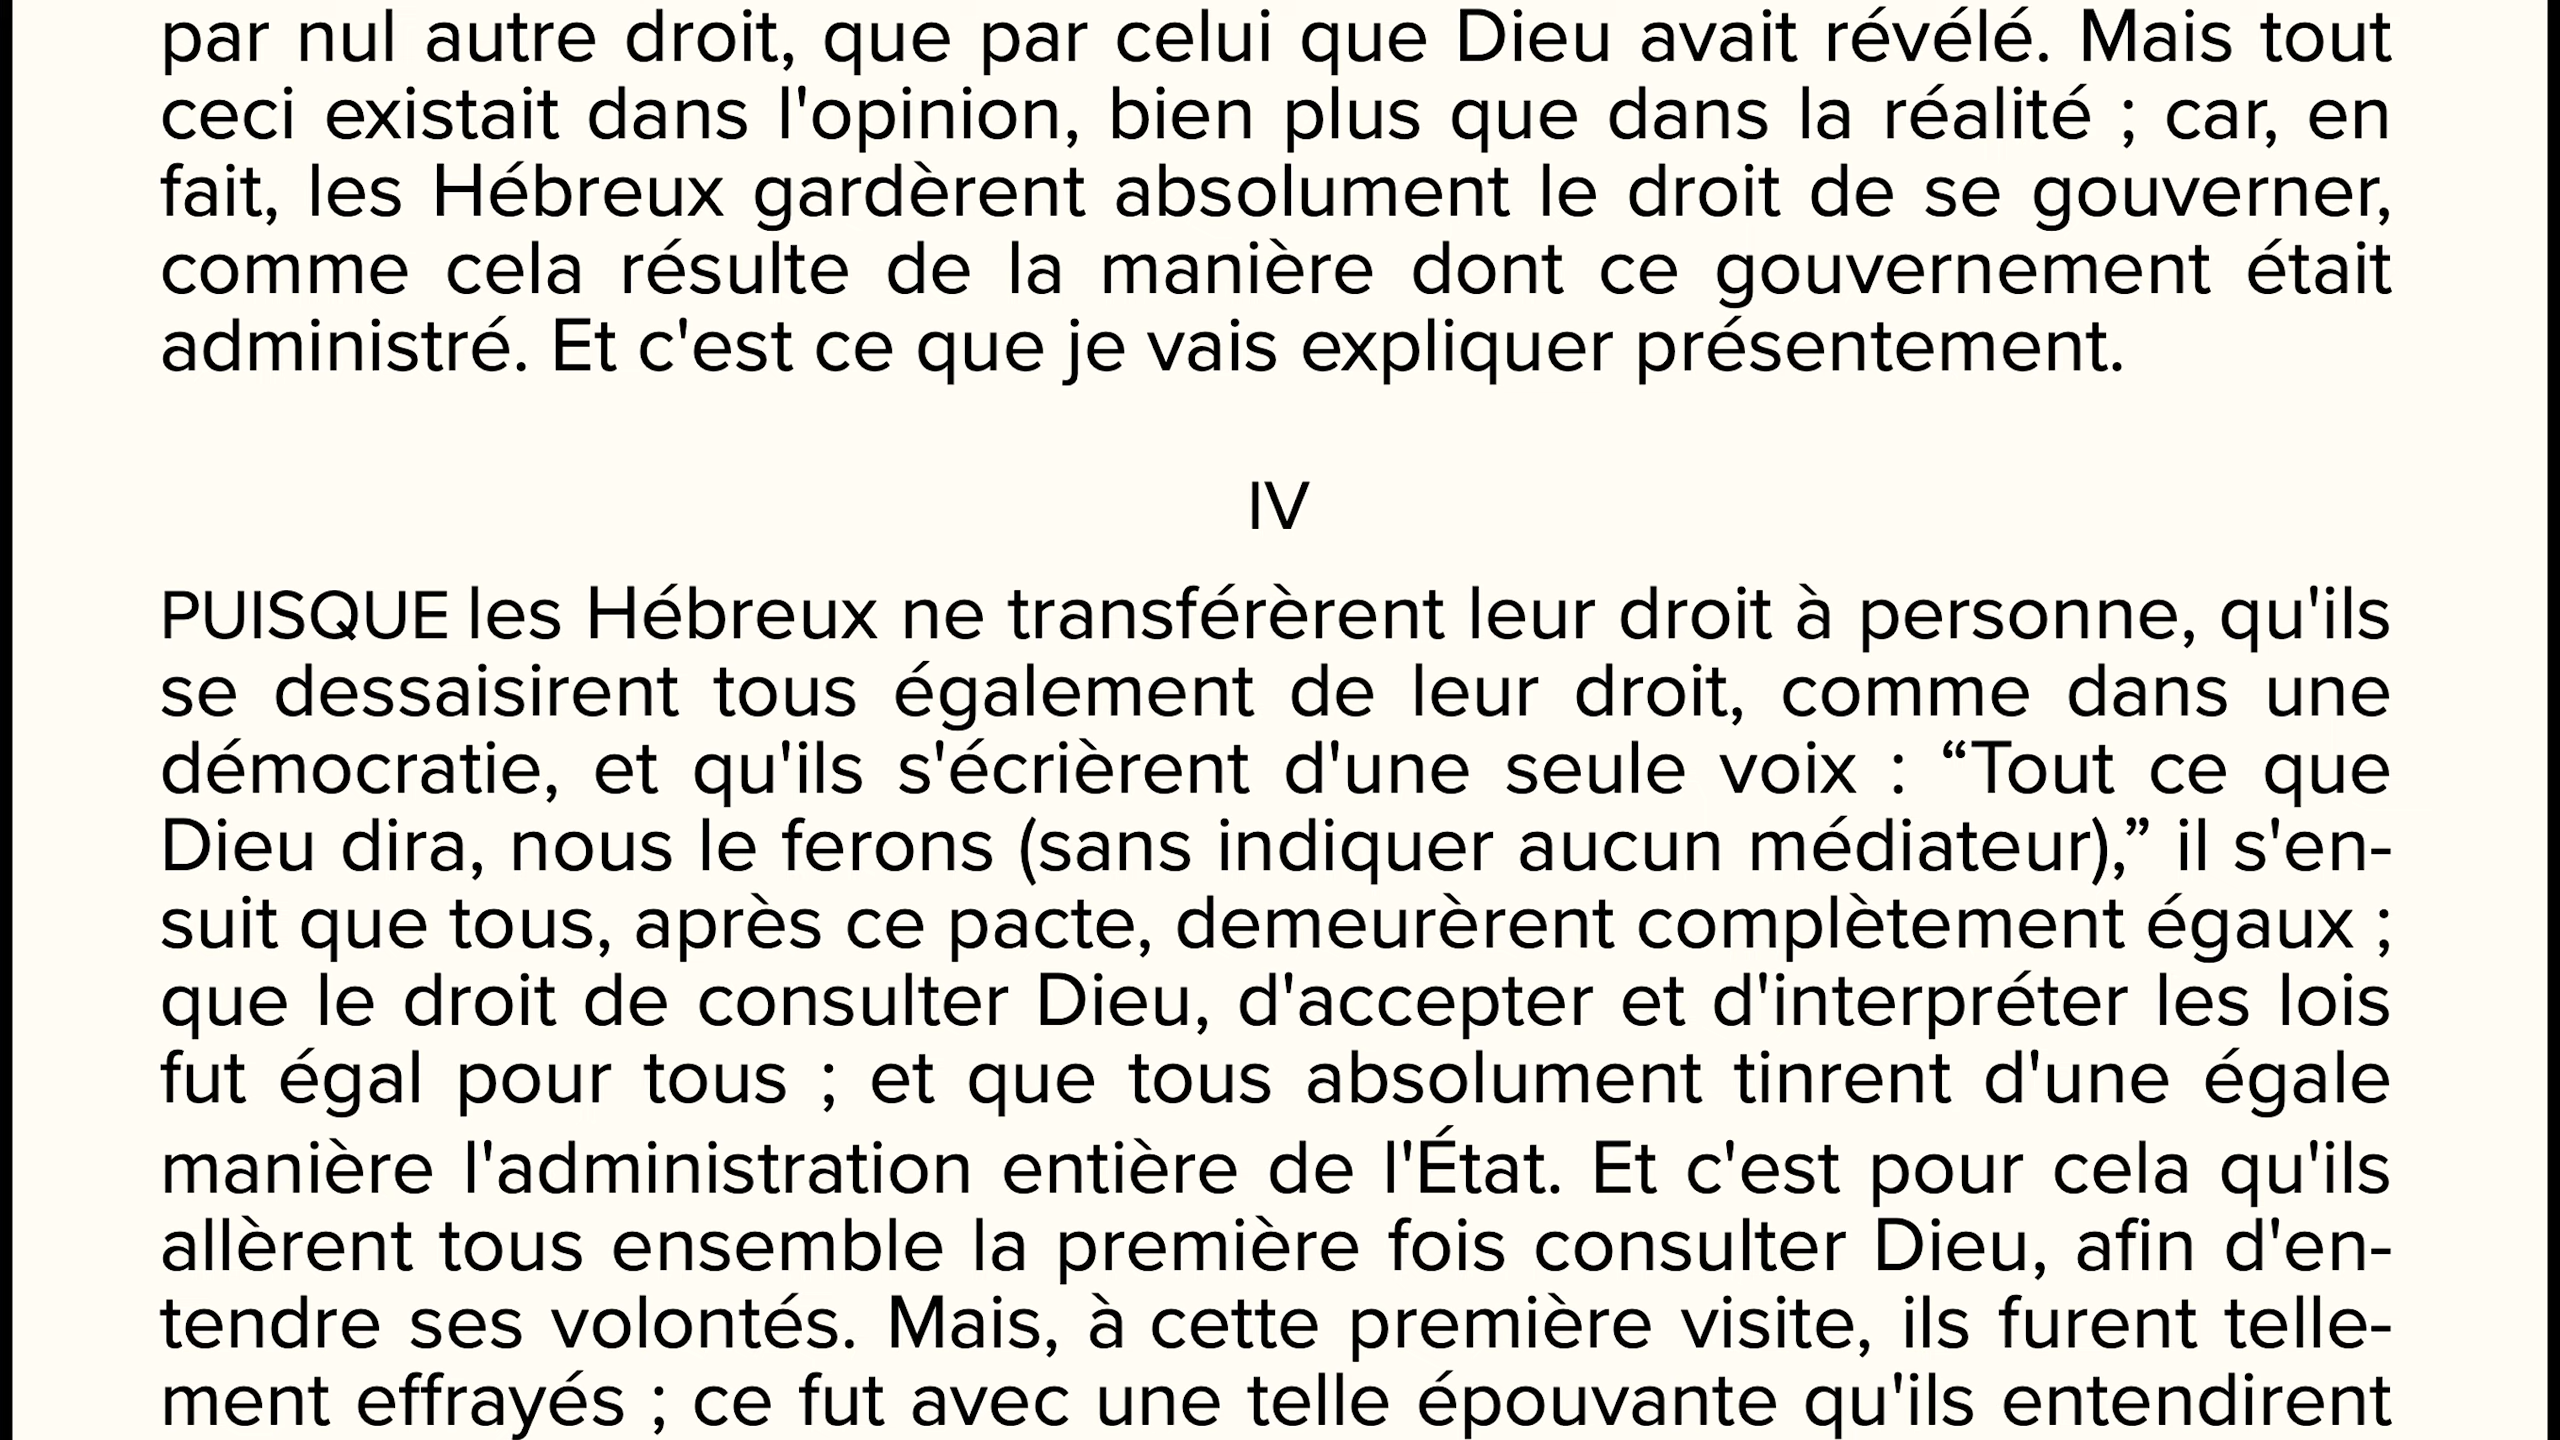 par nul autre droit, que par celui que Dieu avait révélé. Mais tout
ceci existait dans l'opinion, bien plus que dans la réalité ; car, en
fait, les Hébreux gardèrent absolument le droit de se gouverner,
comme cela résulte de la manière dont ce gouvernement était
administré. Et c'est ce que je vais expliquer présentement.
IV
PUISQUE les Hébreux ne transférèrent leur droit à personne, qu'ils
se dessaisirent tous également de leur droit, comme dans une
démocratie, et qu'ils s'écrièrent d'une seule voix : “Tout ce que
Dieu dira, nous le ferons (sans indiquer aucun médiateur),” il s'en-
suit que tous, après ce pacte, demeurèrent complètement égaux ;
que le droit de consulter Dieu, d'accepter et d'interpréter les lois
fut égal pour tous ; et que tous absolument tinrent d'une égale
manière l'administration entière de l'État. Et c'est pour cela qu'ils
allèrent tous ensemble la première fois consulter Dieu, afin d'en-
tendre ses volontés. Mais, à cette première visite, ils furent telle-
ment effrayés ; ce fut avec une telle épouvante qu'ils entendirent